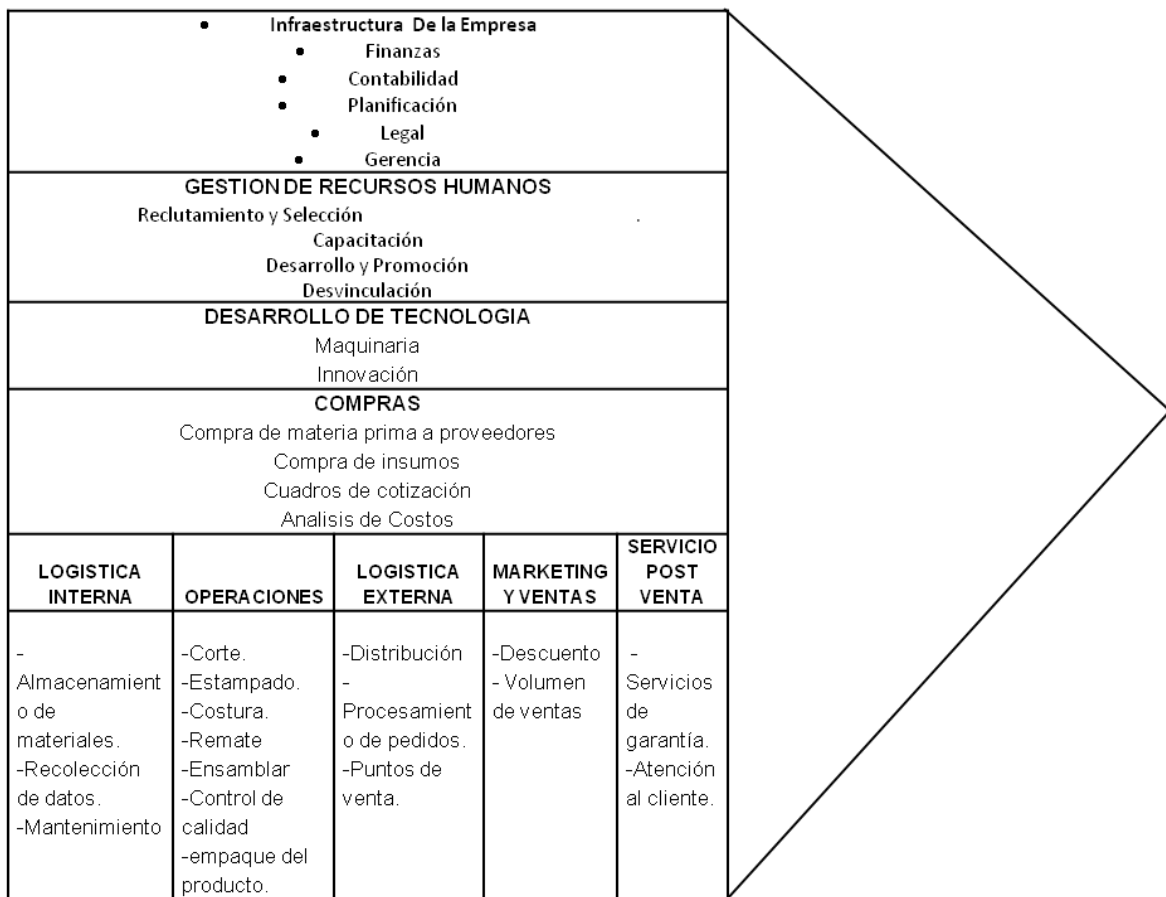 • Infraestructura De la Empresa
• Finanzas
• Contabilidad
• Planificación
• Legal
• Gerencia
GESTION DE RECURSOS HUMANOS
Reclutamiento y Selección .
Capacitación
Desarrollo y Promoción
Desvinculación
DESARROLLO DE TECNOLOGIA
Maquinaria
Innovación
COMPRAS
Compra de materia prima a proveedores
Compra de insumos
Cuadros de cotización
Analisis de Costos
LOGISTICA
INTERNA
OPERACIONES
LOGISTICA
EXTERNA
MARKETING
Y VENTAS
SERVICIO
POST
VENTA
-
Almacenamient
o de
materiales.
-Recolección
de datos.
-Mantenimiento
-Corte.
-Estampado.
-Costura.
-Remate
-Ensamblar
-Control de
calidad
-empaque del
producto.
-Distribución
-
Procesamient
o de pedidos.
-Puntos de
venta.
-Descuento
- Volumen
de ventas
-
Servicios
de
garantía.
-Atención
al cliente.